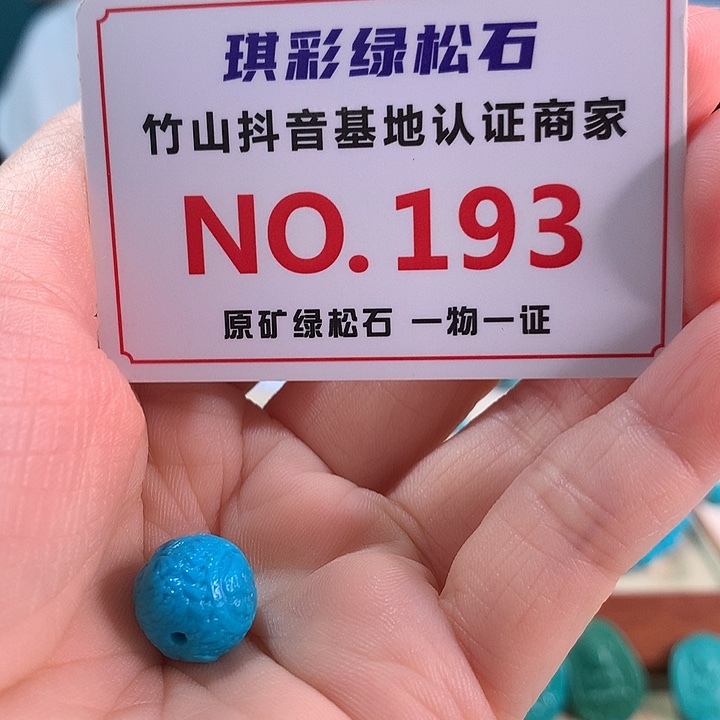 琪彩绿松石
竹山抖音基地认证商家
NO.193
原矿绿松石 一物一证